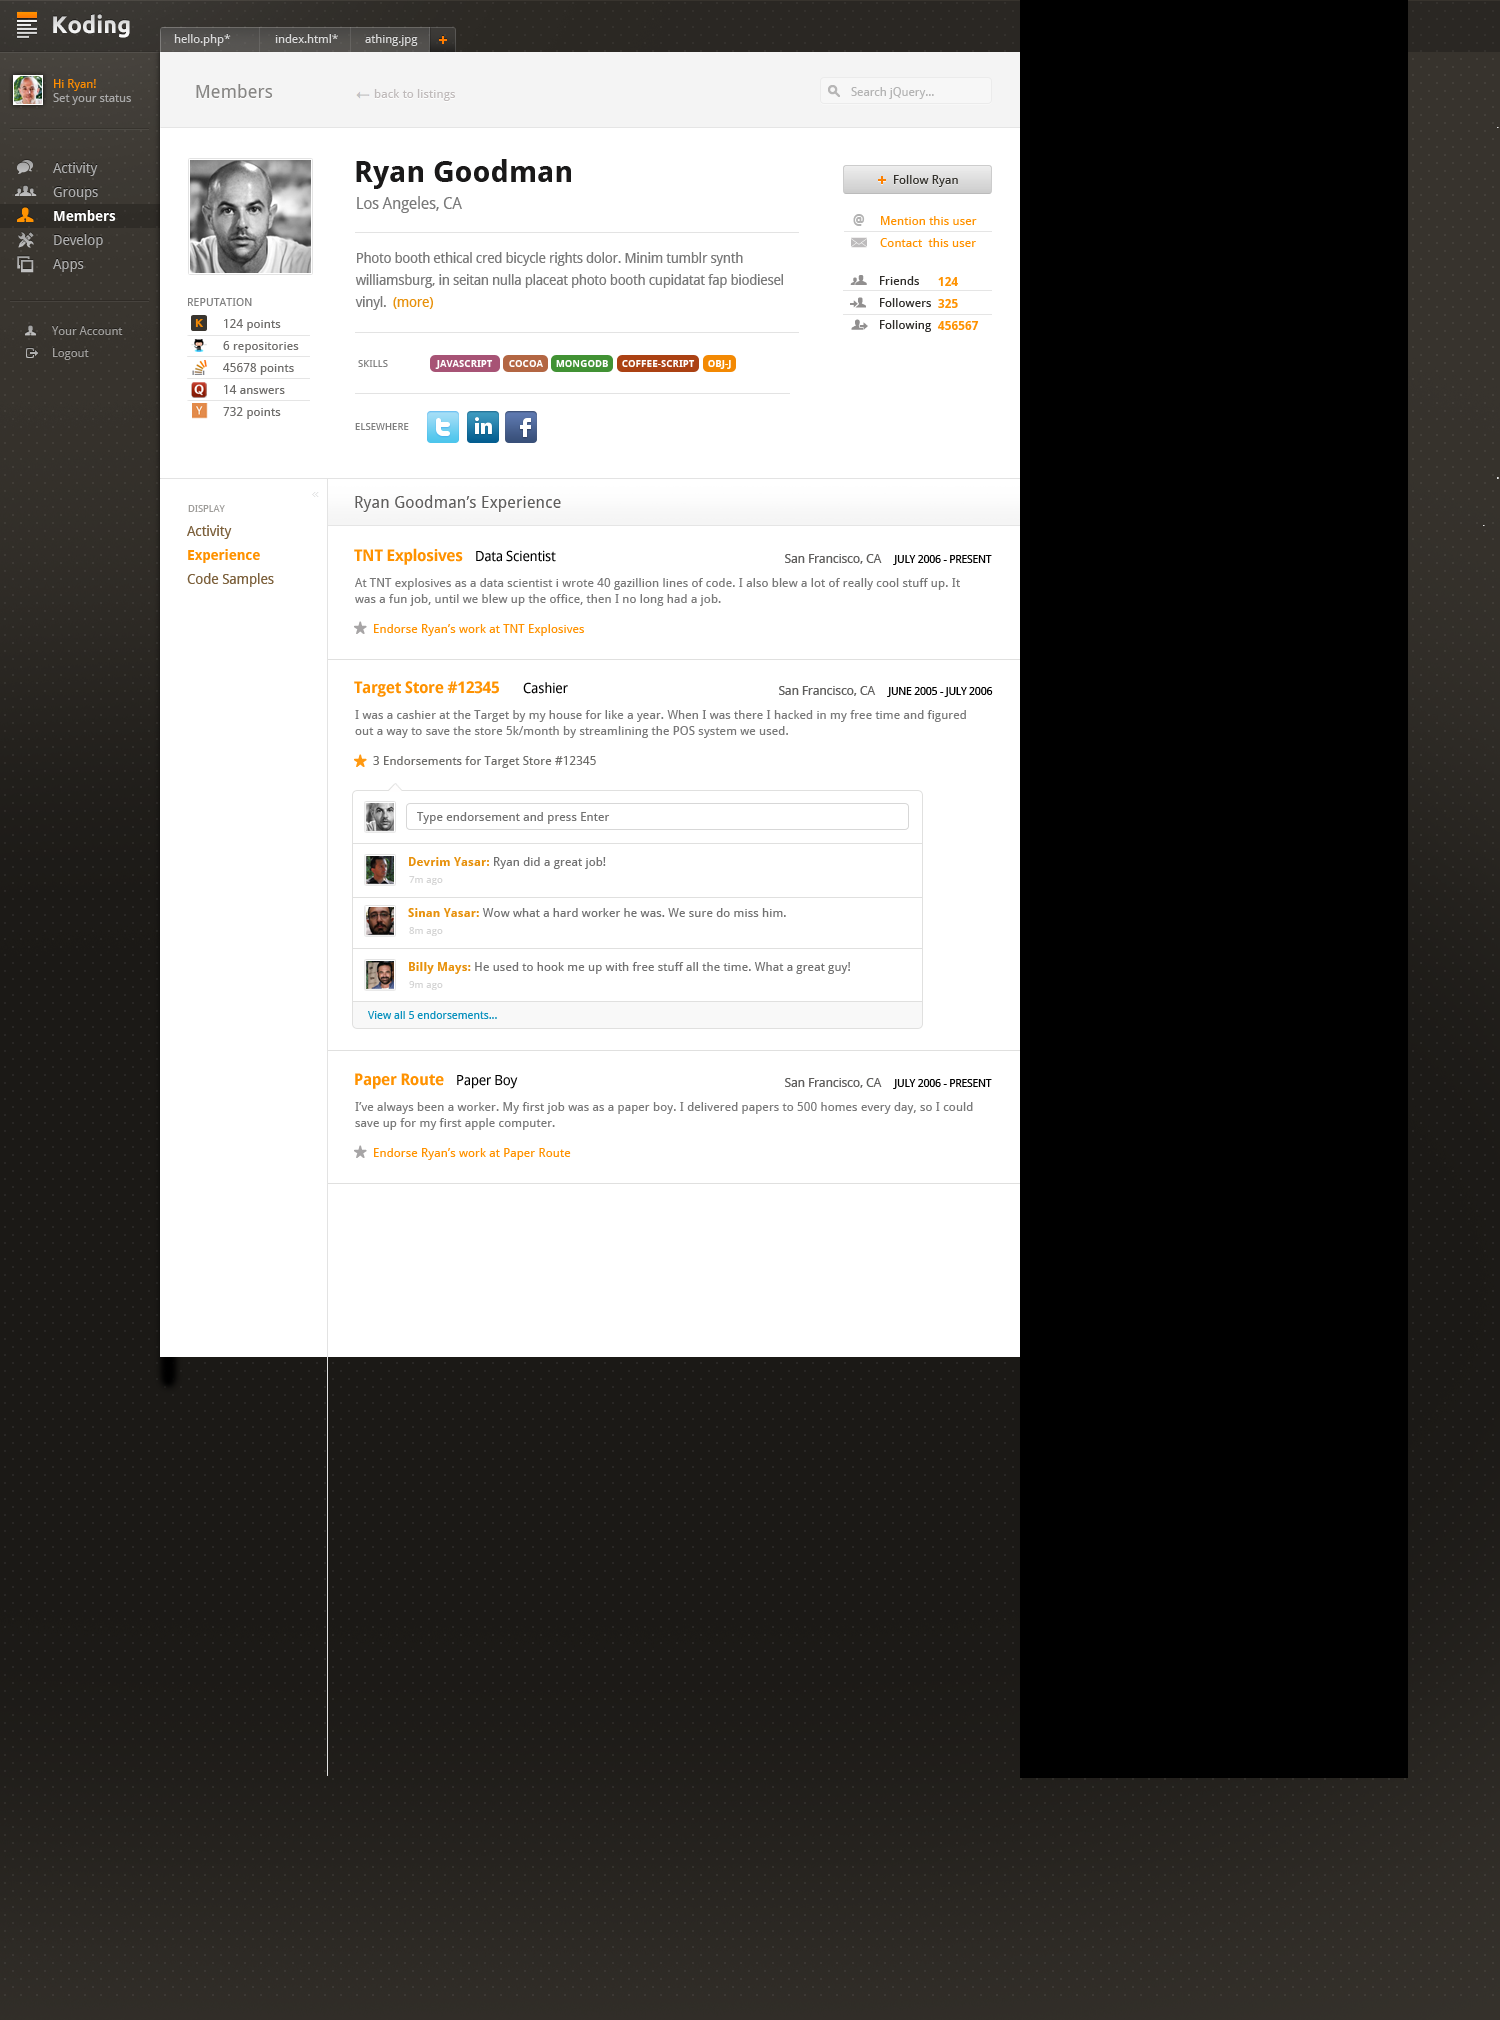 Koding
hello.php*
index.html*
athing.jpg
Hi Ryan!
Set your status
Activity
Groups
Members
Develop
Apps
Your Account
Logout
Members
back to listings
Search jQuery...
Ryan Goodman
Los Angeles, CA
Photo booth ethical cred bicycle rights dolor. Minim tumblr synth
williamsburg, in seitan nulla placeat photo booth cupidatat fap biodiesel
vinyl. (more)
Follow Ryan
@ Mention this user
Contact this user
Friends 124
Followers 325
Following 456567
REPUTATION
K 124 points
6 repositories
45678 points
Q 14 answers
Y 732 points
SKILLS JAVASCRIPT COCOA MONGODB COFFEE-SCRIPT OBJ-J
ELSEWHERE t in f
«
DISPLAY
Activity
Experience
Code Samples
Ryan Goodman’s Experience
TNT Explosives Data Scientist San Francisco, CA JULY 2006 - PRESENT
At TNT explosives as a data scientist i wrote 40 gazillion lines of code. I also blew a lot of really cool stuff up. It
was a fun job, until we blew up the office, then I no long had a job.
Endorse Ryan’s work at TNT Explosives
Target Store #12345 Cashier San Francisco, CA JUNE 2005 - JULY 2006
I was a cashier at the Target by my house for like a year. When I was there I hacked in my free time and figured
out a way to save the store 5k/month by streamlining the POS system we used.
3 Endorsements for Target Store #12345
Type endorsement and press Enter
Devrim Yasar: Ryan did a great job!
7m ago
Sinan Yasar: Wow what a hard worker he was. We sure do miss him.
8m ago
Billy Mays: He used to hook me up with free stuff all the time. What a great guy!
9m ago
View all 5 endorsements...
Paper Route Paper Boy San Francisco, CA JULY 2006 - PRESENT
I’ve always been a worker. My first job was as a paper boy. I delivered papers to 500 homes every day, so I could
save up for my first apple computer.
Endorse Ryan’s work at Paper Route